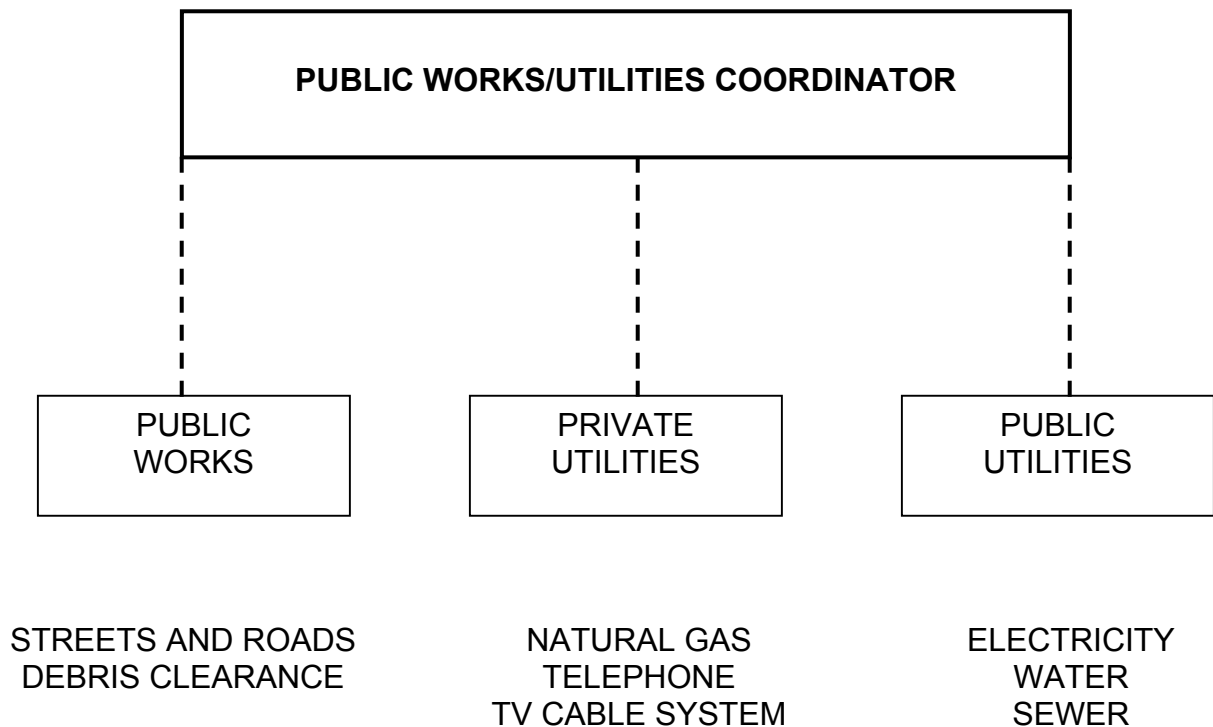 PUBLIC WORKS/UTILITIES COORDINATOR
PUBLIC
WORKS
PRIVATE
UTILITIES
PUBLIC
UTILITIES
STREETS AND ROADS
DEBRIS CLEARANCE
NATURAL GAS
TELEPHONE
TV CABLE SYSTEM
ELECTRICITY
WATER
SEWER